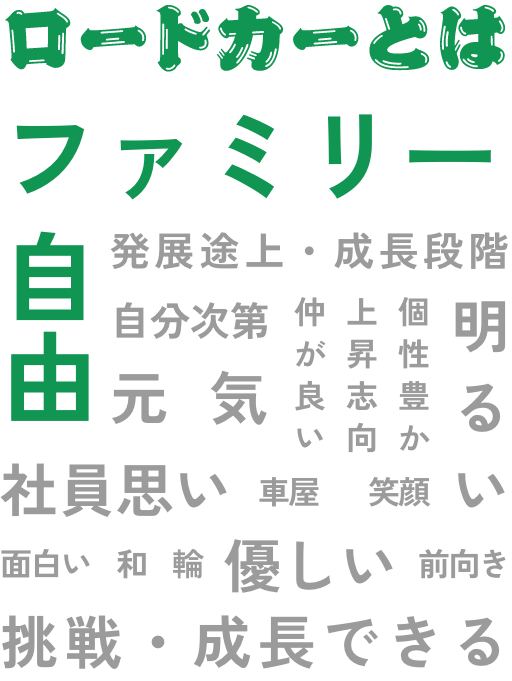 ロードカーとは
ファミリー
自由
発展途上・成長段階
自分次第
元気
仲が良い
上昇志向
個性豊か
明るい
社員思い
車屋
笑顔
面白い
和
輪
優しい
前向き
挑戦・成長できる